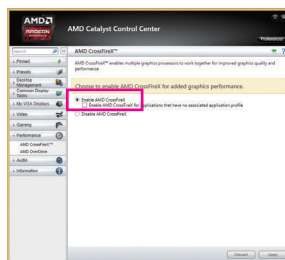 AMD
RADEON
GRAPHICS
AMD Catalyst Control Center
Preferences
Search
AMD CrossFireX™
Pinned
Presets
Desktop Management
Common Display Tasks
My VGA Displays
Video
Gaming
Performance
AMD CrossFireX™
AMD OverDrive
Audio
Information
AMD CrossFireX™ enables multiple graphics processors to work together for improved graphics quality and
performance.
Choose to enable AMD CrossFireX for added graphics performance.
Enable AMD CrossFireX
Enable AMD CrossFireX for applications that have no associated application profile
Disable AMD CrossFireX
Discard
Apply